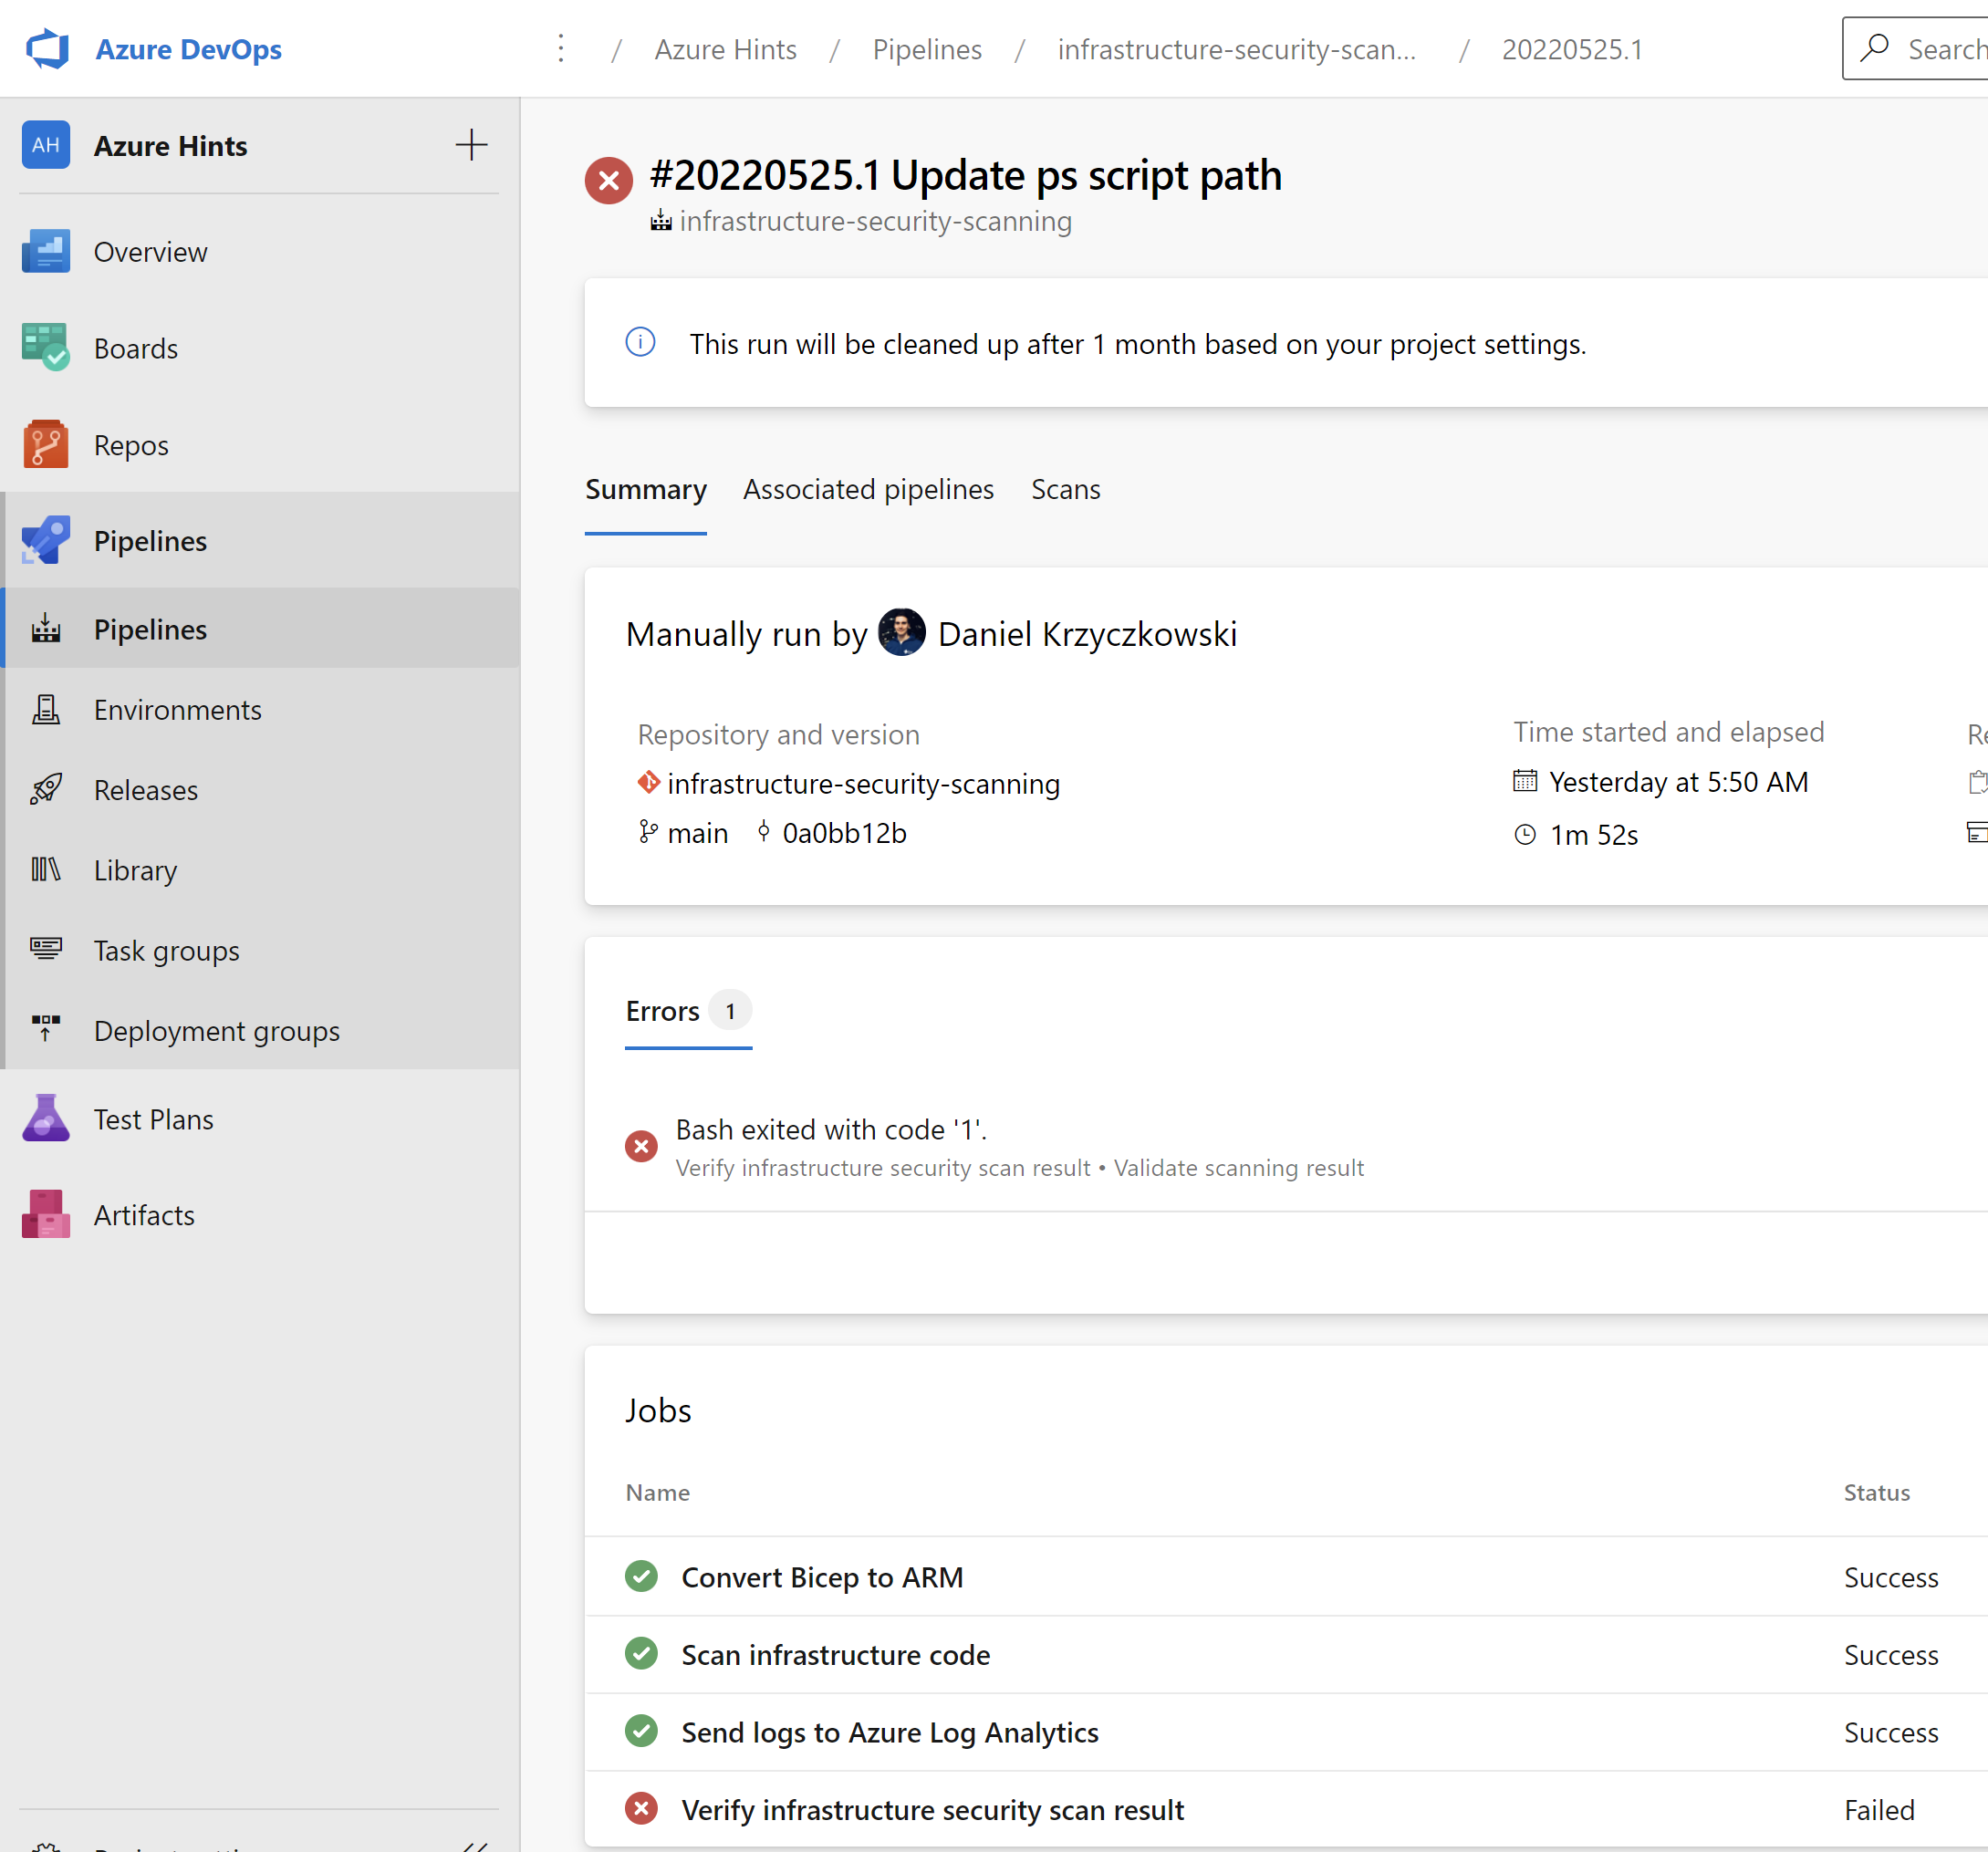 Azure DevOps
/ Azure Hints / Pipelines / infrastructure-security-scan... / 20220525.1
Search
AH Azure Hints
Overview
Boards
Repos
Pipelines
Pipelines
Environments
Releases
Library
Task groups
Deployment groups
Test Plans
Artifacts
#20220525.1 Update ps script path
infrastructure-security-scanning
This run will be cleaned up after 1 month based on your project settings.
Summary Associated pipelines Scans
Manually run by Daniel Krzyczkowski
Repository and version
infrastructure-security-scanning
main 0a0bb12b
Time started and elapsed
Yesterday at 5:50 AM
1m 52s
Errors 1
Bash exited with code '1'.
Verify infrastructure security scan result • Validate scanning result
Jobs
Name Status
Convert Bicep to ARM Success
Scan infrastructure code Success
Send logs to Azure Log Analytics Success
Verify infrastructure security scan result Failed